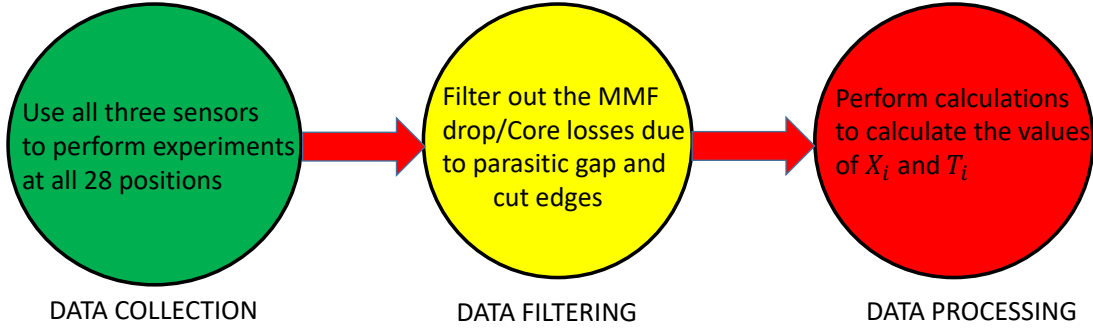 Use all three sensors
to perform experiments
at all 28 positions
DATA COLLECTION
Filter out the MMF
drop/Core losses due
to parasitic gap and
cut edges
DATA FILTERING
Perform calculations
to calculate the values
of X_i and T_i
DATA PROCESSING